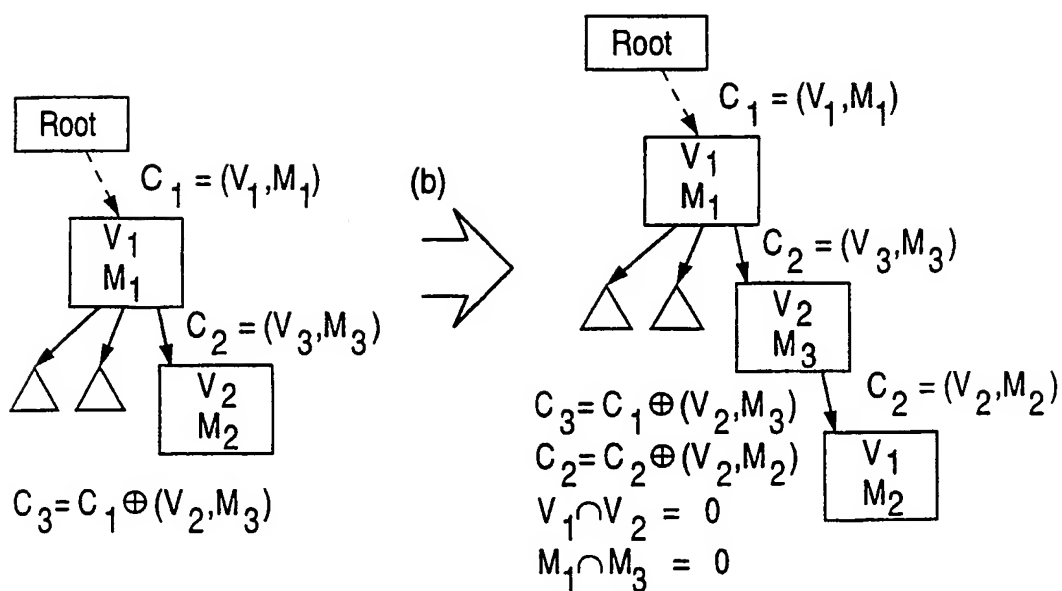 Root
C₁ = (V₁,M₁)
V₁
M₁
C₂ = (V₃,M₃)
V₂
M₂
C₃= C₁ ⊕ (V₂,M₃)
(b)
Root
C₁ = (V₁,M₁)
V₁
M₁
C₂ = (V₃,M₃)
V₂
M₃
C₂ = (V₂,M₂)
V₁
M₂
C₃= C₁ ⊕ (V₂,M₃)
C₂= C₂ ⊕ (V₂,M₂)
V₁∩V₂ = 0
M₁∩M₃ = 0